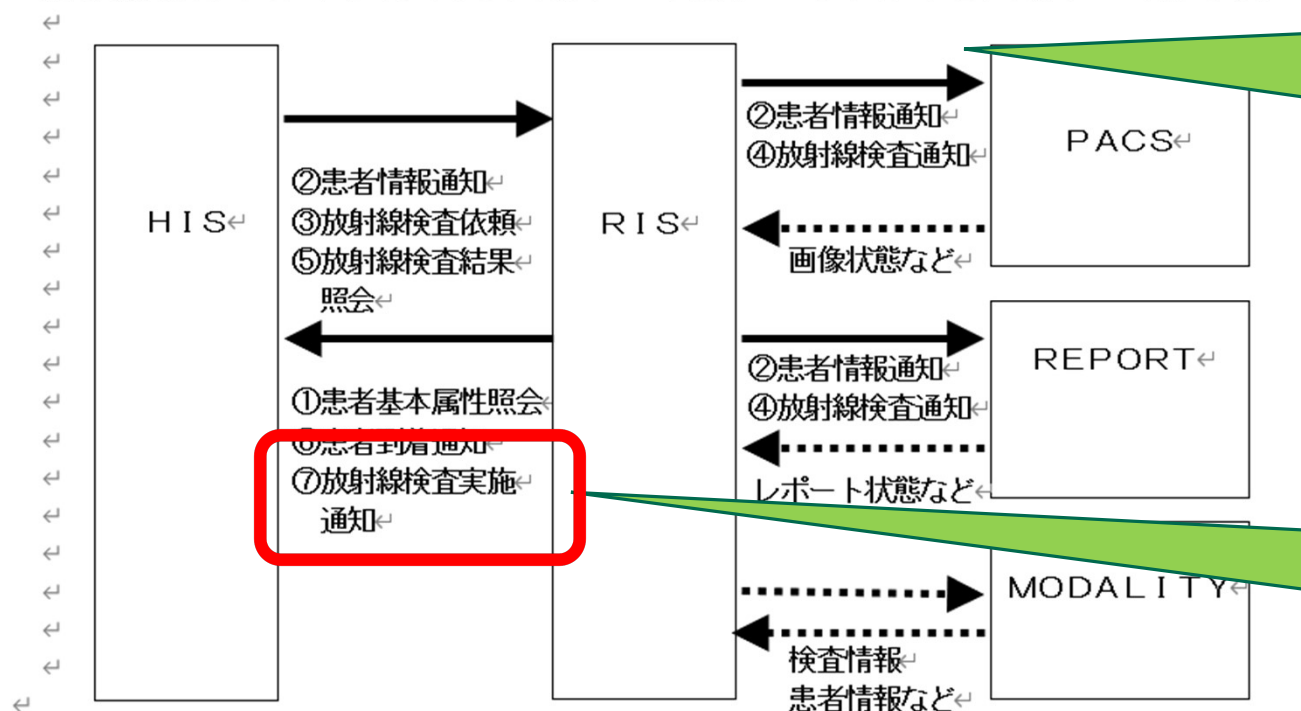 HIS
②患者情報通知
③放射線検査依頼
⑤放射線検査結果
照会
①患者基本属性照会
⑥患者到着通知
⑦放射線検査実施
通知
RIS
②患者情報通知
④放射線検査通知
画像状態など
PACS
②患者情報通知
④放射線検査通知
レポート状態など
REPORT
検査情報
患者情報など
MODALITY